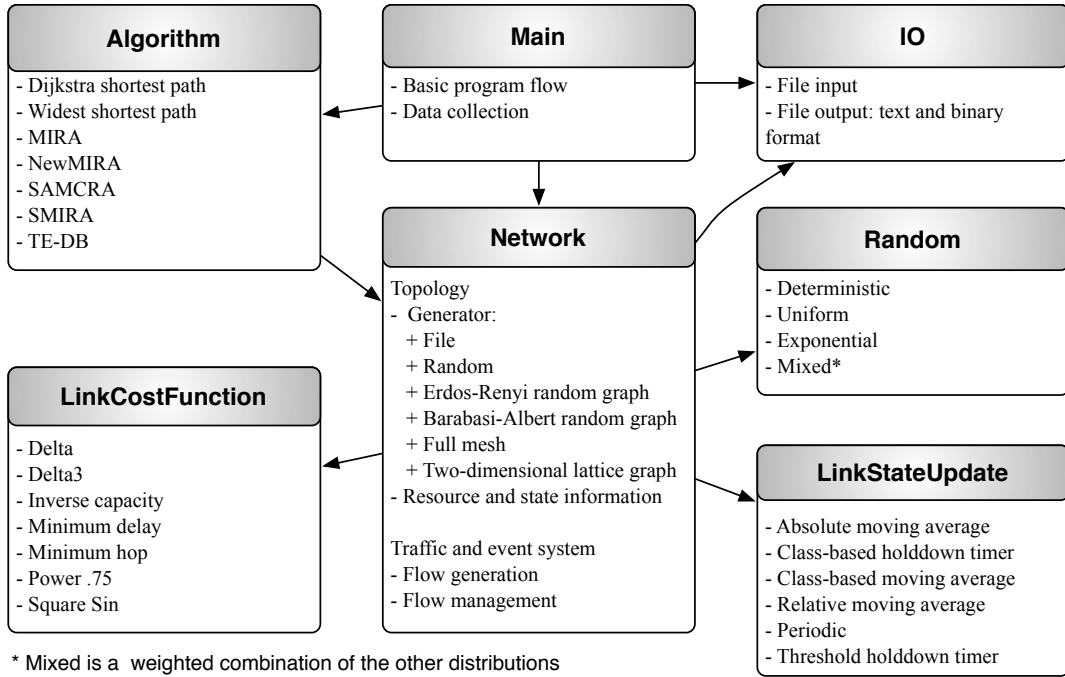 Algorithm
- Dijkstra shortest path
- Widest shortest path
- MIRA
- NewMIRA
- SAMCRA
- SMIRA
- TE-DB
Main
- Basic program flow
- Data collection
IO
- File input
- File output: text and binary
format
Network
Topology
- Generator:
+ File
+ Random
+ Erdos-Renyi random graph
+ Barabasi-Albert random graph
+ Full mesh
+ Two-dimensional lattice graph
- Resource and state information
Traffic and event system
- Flow generation
- Flow management
Random
- Deterministic
- Uniform
- Exponential
- Mixed*
LinkCostFunction
- Delta
- Delta3
- Inverse capacity
- Minimum delay
- Minimum hop
- Power .75
- Square Sin
LinkStateUpdate
- Absolute moving average
- Class-based holddown timer
- Class-based moving average
- Relative moving average
- Periodic
- Threshold holddown timer
* Mixed is a weighted combination of the other distributions